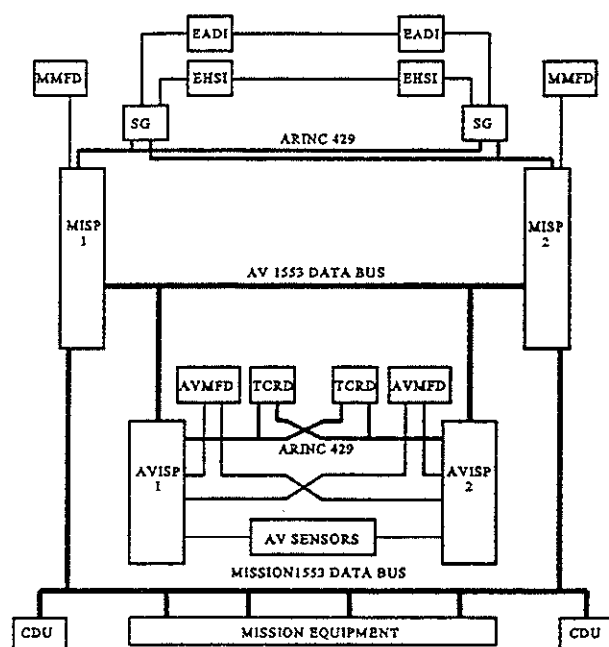 EADI
EADI
MMFD
EHSI
EHSI
MMFD
SG
SG
ARINC 429
MISP
1
MISP
2
AV 1553 DATA BUS
AVMFD
TCRD
TCRD
AVMFD
ARINC 429
AVISP
1
AVISP
2
AV SENSORS
MISSION1553 DATA BUS
CDU
MISSION EQUIPMENT
CDU